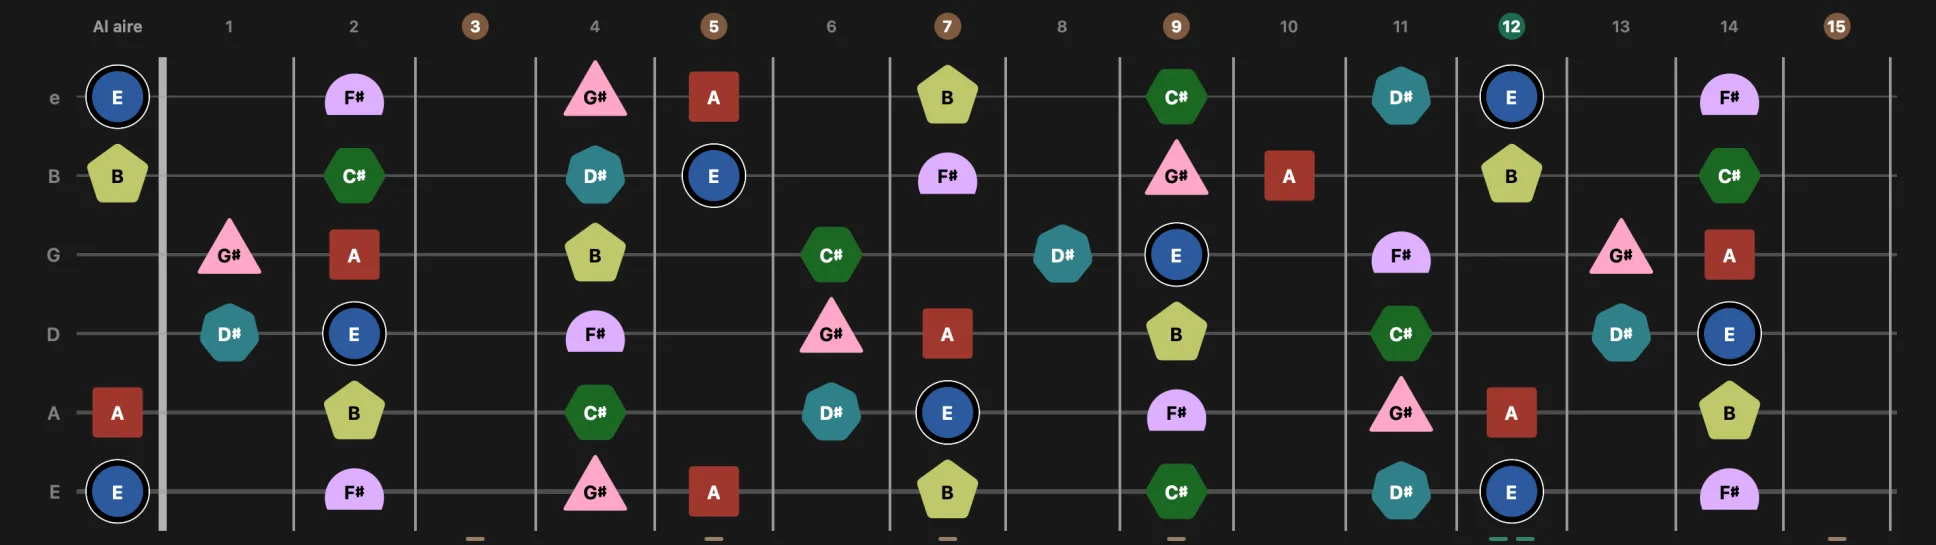 Al aire 1 2 3 4 5 6 7 8 9 10 11 12 13 14 15
e E F# G# A B C# D# E F#
B B C# D# E F# G# A B C#
G G# A B C# D# E F# G# A
D D# E F# G# A B C# D# E
A A B C# D# E F# G# A B
E E F# G# A B C# D# E F#